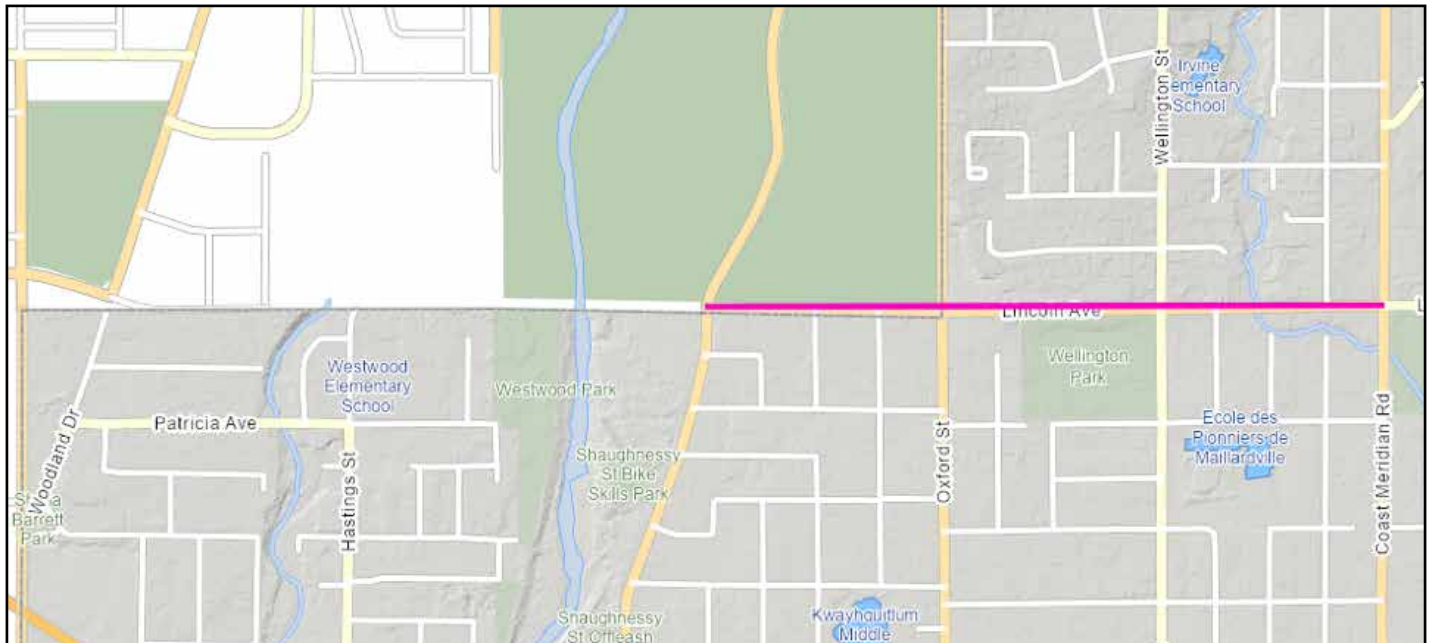 Wellington St
Irvine
Elementary
School
Lincoln Ave
Wellington
Park
Westwood
Elementary
School
Westwood Park
Patricia Ave
Woodland Dr
Hastings St
Shaughnessy
St Bike
Skills Park
Oxford St
École des
Pionniers de
Maillardville
Coast Meridian Rd
Barrett
Park
Kwayhquitlum
Middle
Shaughnessy
St Offleash
L